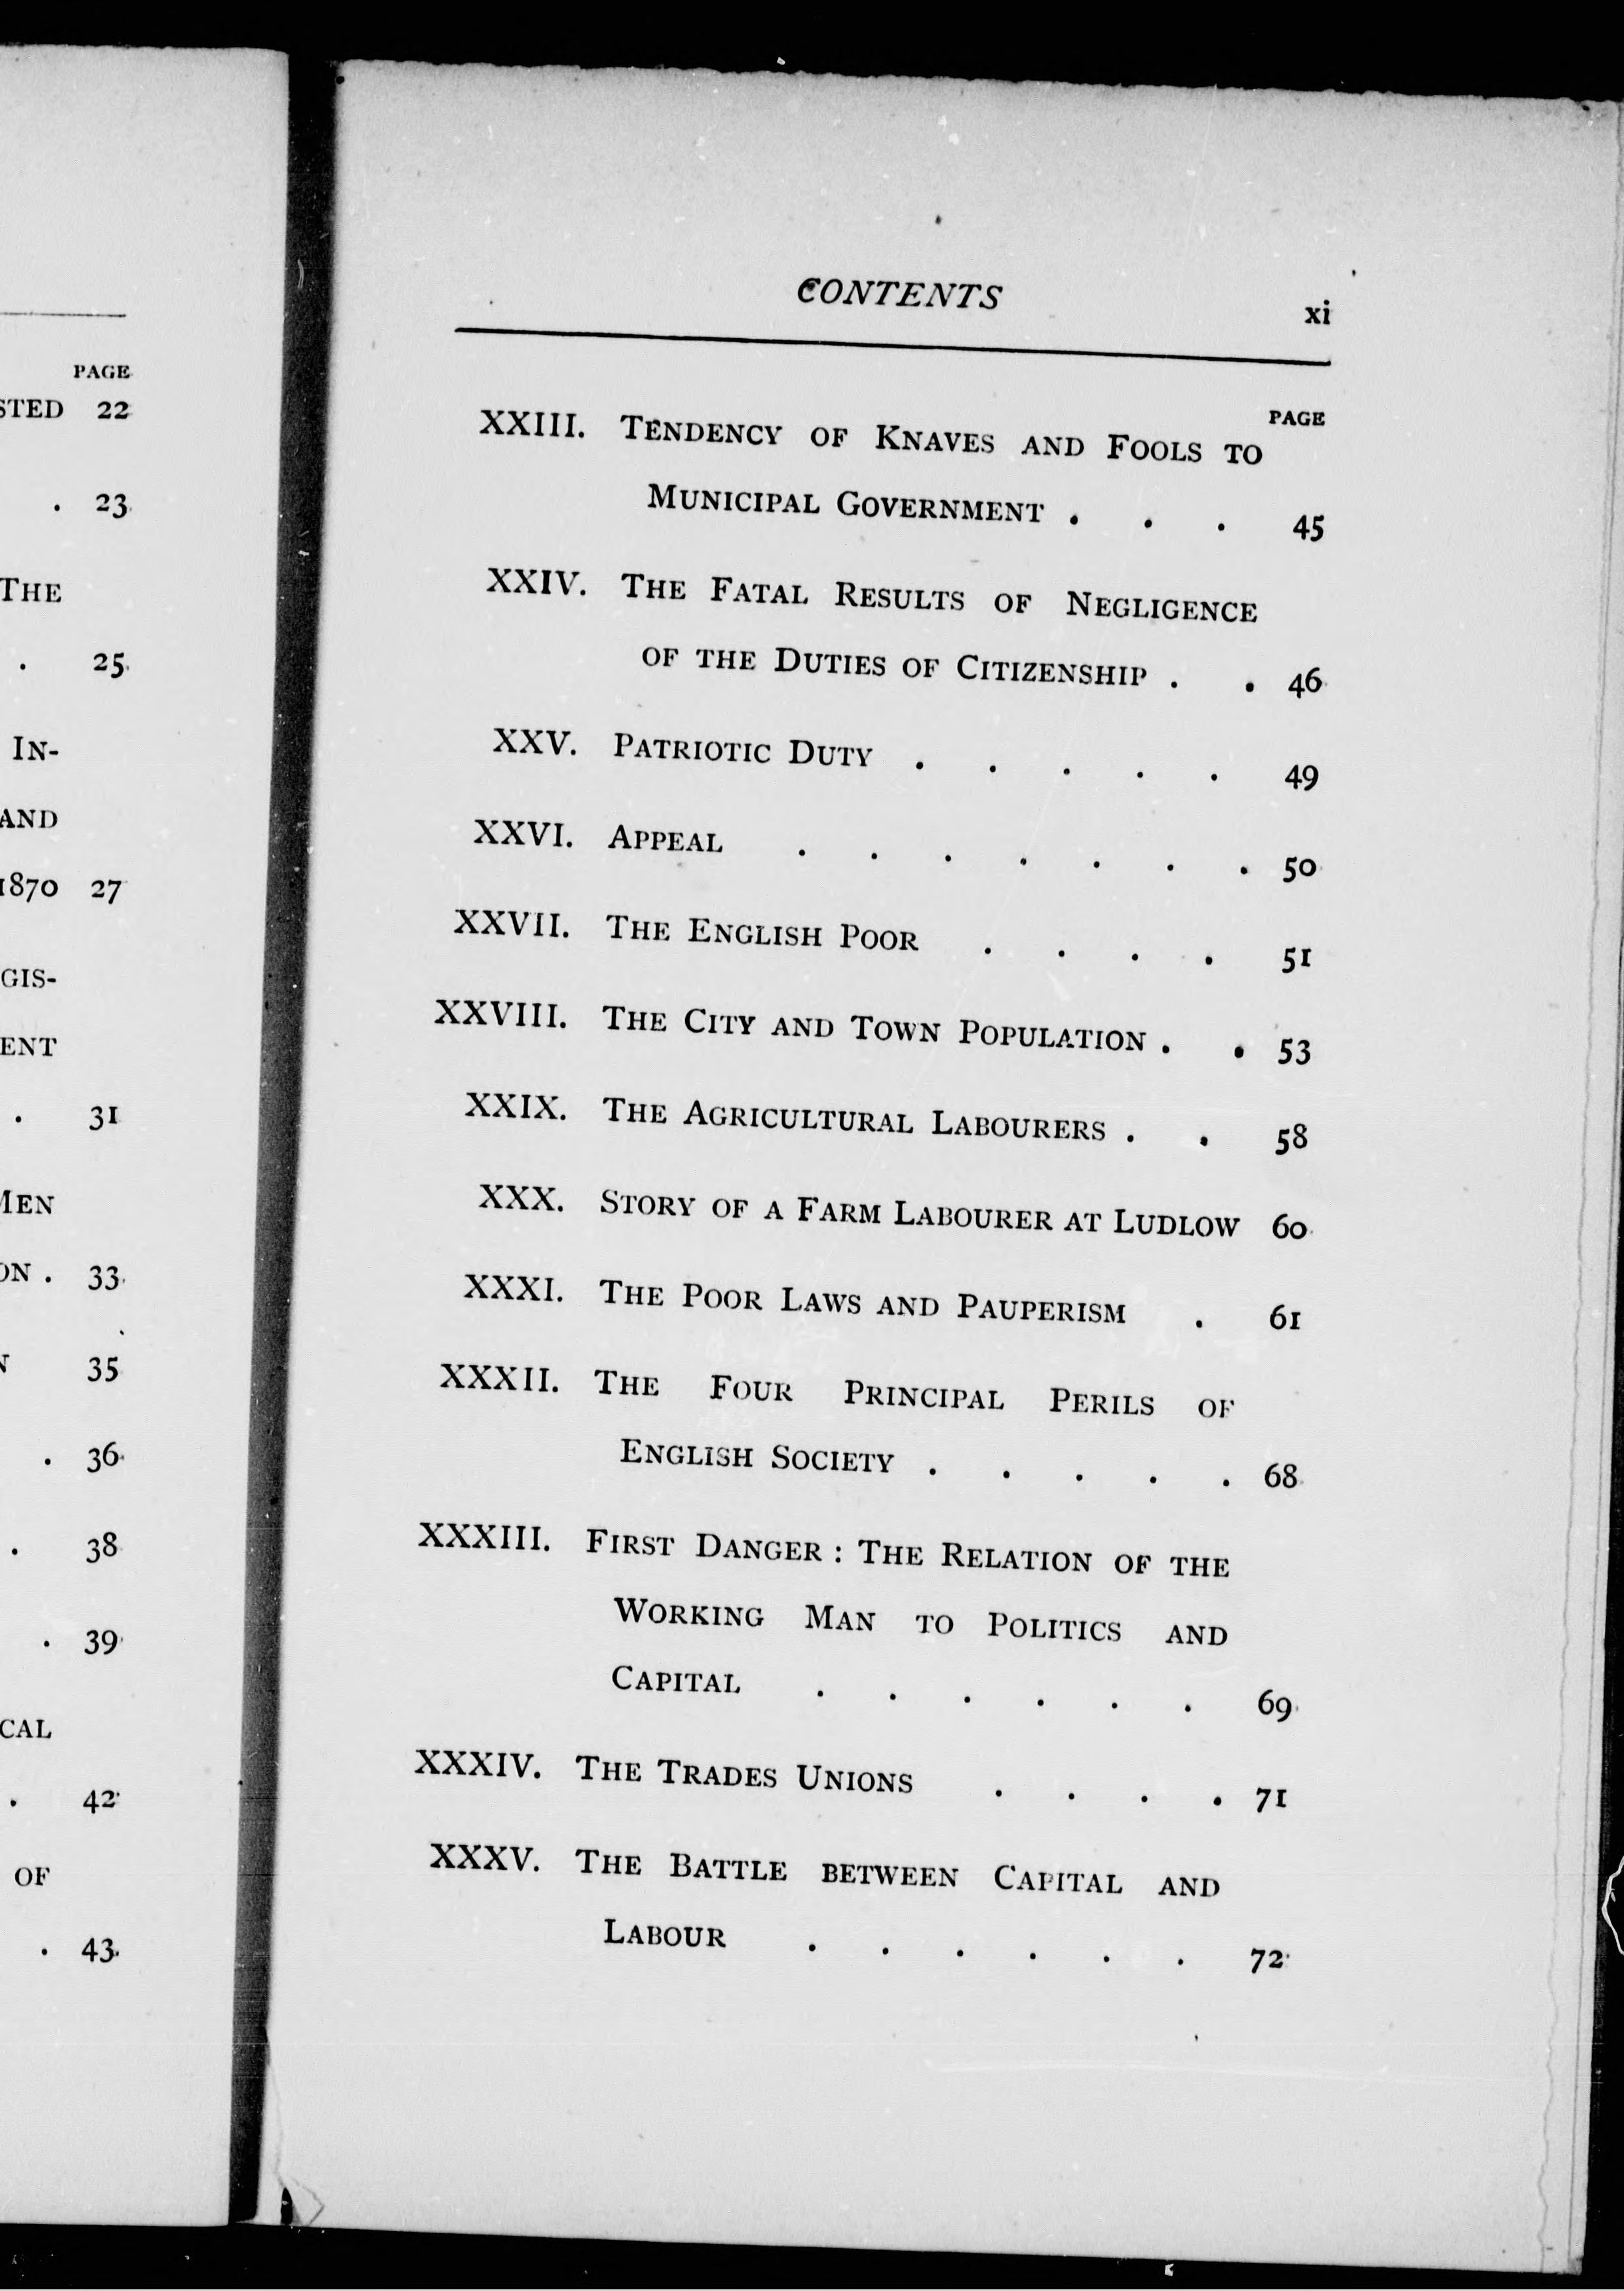 PAGE
STED 22
. 23
THE
. 25
IN-
AND
1870 27
GIS-
ENT
. 31
MEN
ON . 33
35
. 36
. 38
. 39
CAL
. 42
OF
. 43
CONTENTS xi
PAGE
XXIII. TENDENCY OF KNAVES AND FOOLS TO
MUNICIPAL GOVERNMENT . . . 45
XXIV. THE FATAL RESULTS OF NEGLIGENCE
OF THE DUTIES OF CITIZENSHIP . . 46
XXV. PATRIOTIC DUTY . . . . . 49
XXVI. APPEAL . . . . . . . 50
XXVII. THE ENGLISH POOR . . . . 51
XXVIII. THE CITY AND TOWN POPULATION . . 53
XXIX. THE AGRICULTURAL LABOURERS . . 58
XXX. STORY OF A FARM LABOURER AT LUDLOW 60
XXXI. THE POOR LAWS AND PAUPERISM . 61
XXXII. THE FOUR PRINCIPAL PERILS OF
ENGLISH SOCIETY . . . . . 68
XXXIII. FIRST DANGER : THE RELATION OF THE
WORKING MAN TO POLITICS AND
CAPITAL . . . . . . 69
XXXIV. THE TRADES UNIONS . . . . 71
XXXV. THE BATTLE BETWEEN CAPITAL AND
LABOUR . . . . . . 72